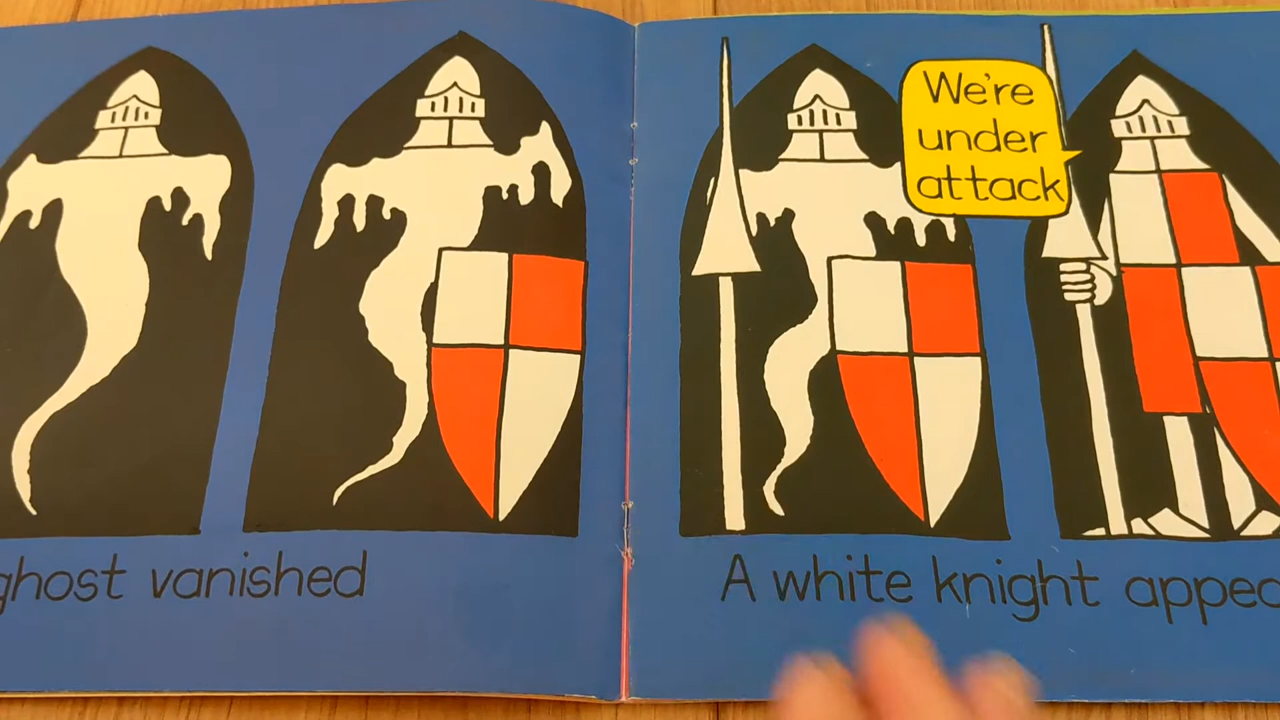 ghost vanished
We're
under
attack
A white knight